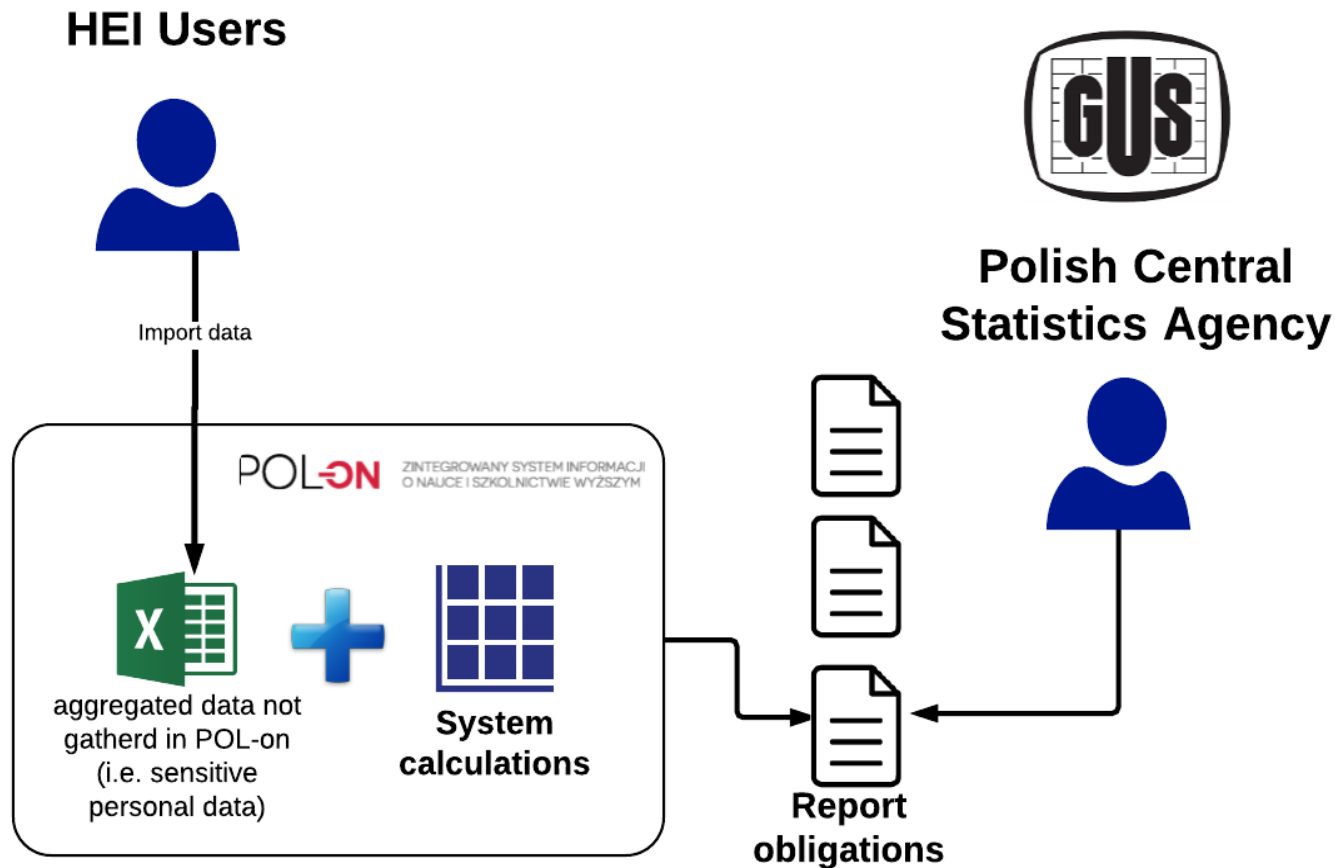 HEI Users
GUS
Polish Central
Statistics Agency
Import data
POL-ON
ZINTEGROWANY SYSTEM INFORMACJI
O NAUCE I SZKOLNICTWIE WYŻSZYM
X
aggregated data not
gatherd in POL-on
(i.e. sensitive
personal data)
System
calculations
Report
obligations